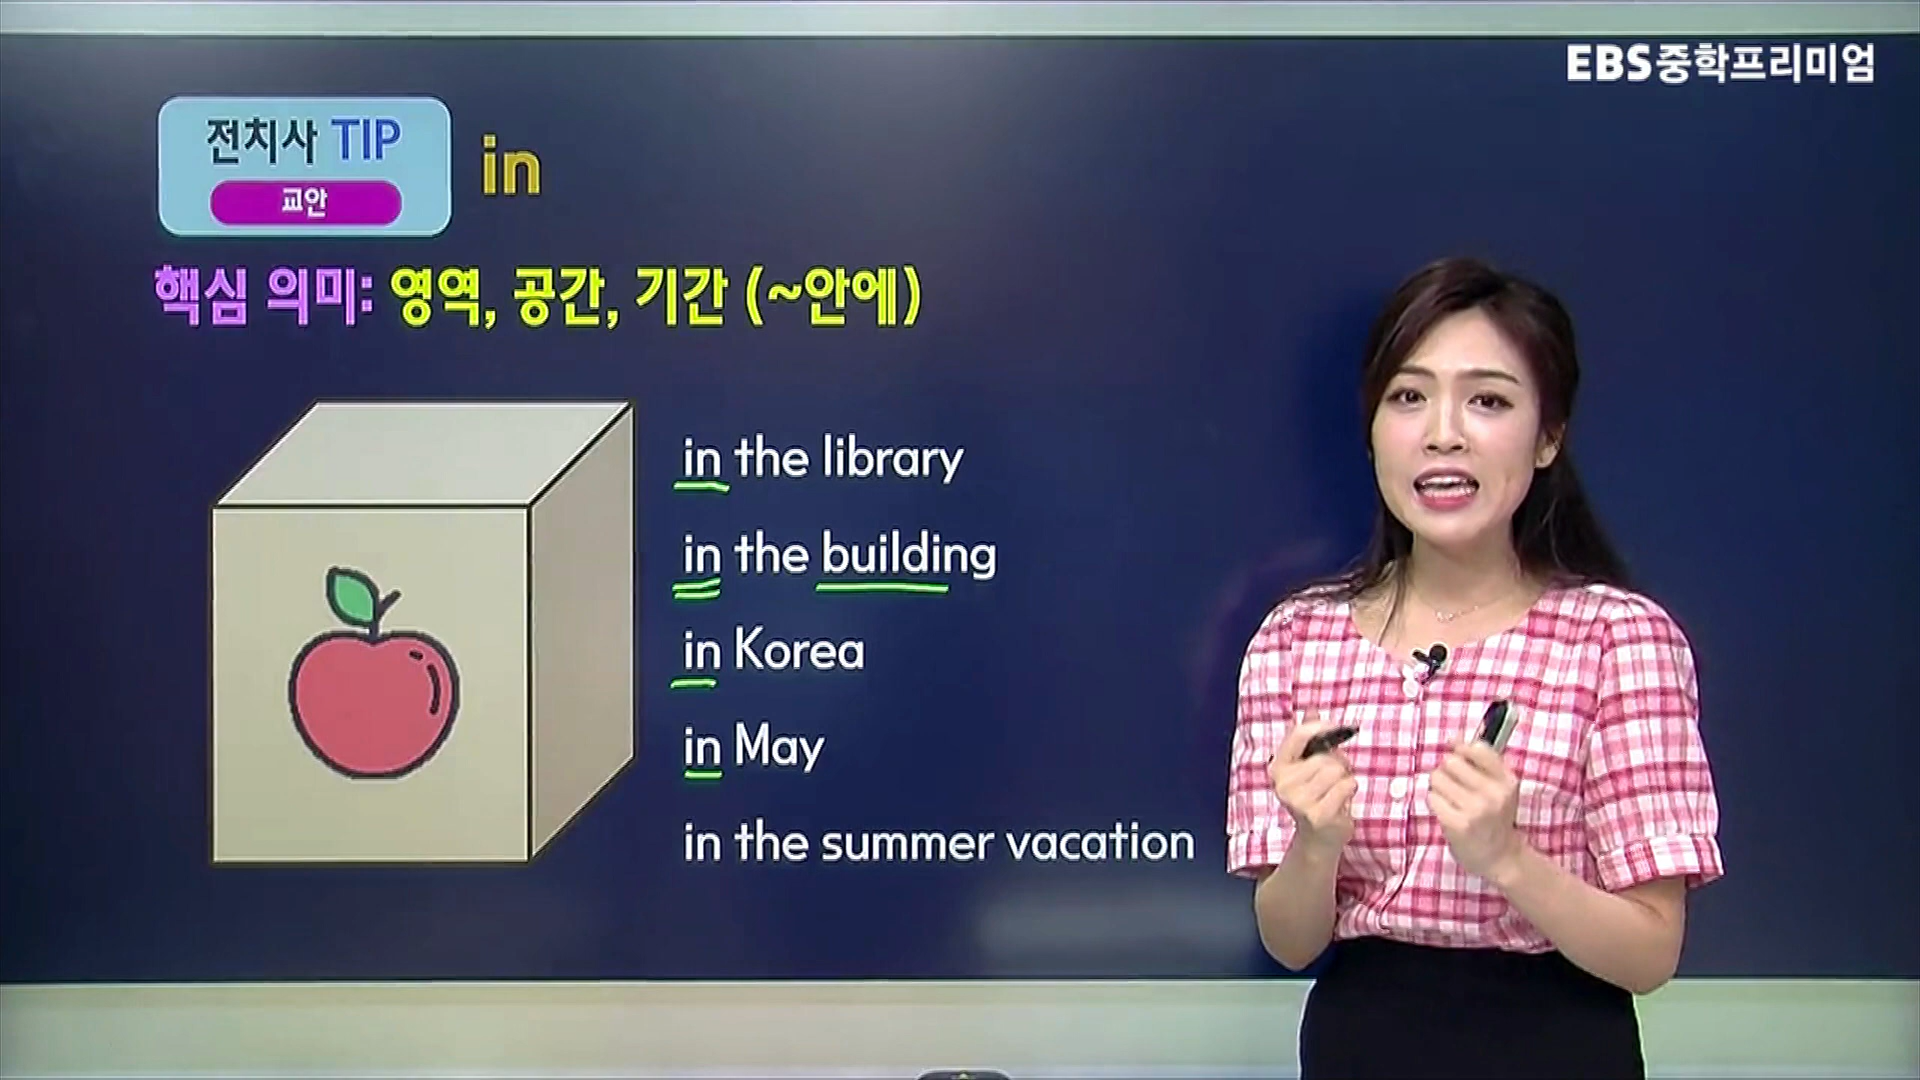 EBS중학프리미엄
전치사 TIP
교안
in
핵심 의미: 영역, 공간, 기간 (~안에)
in the library
in the building
in Korea
in May
in the summer vacation